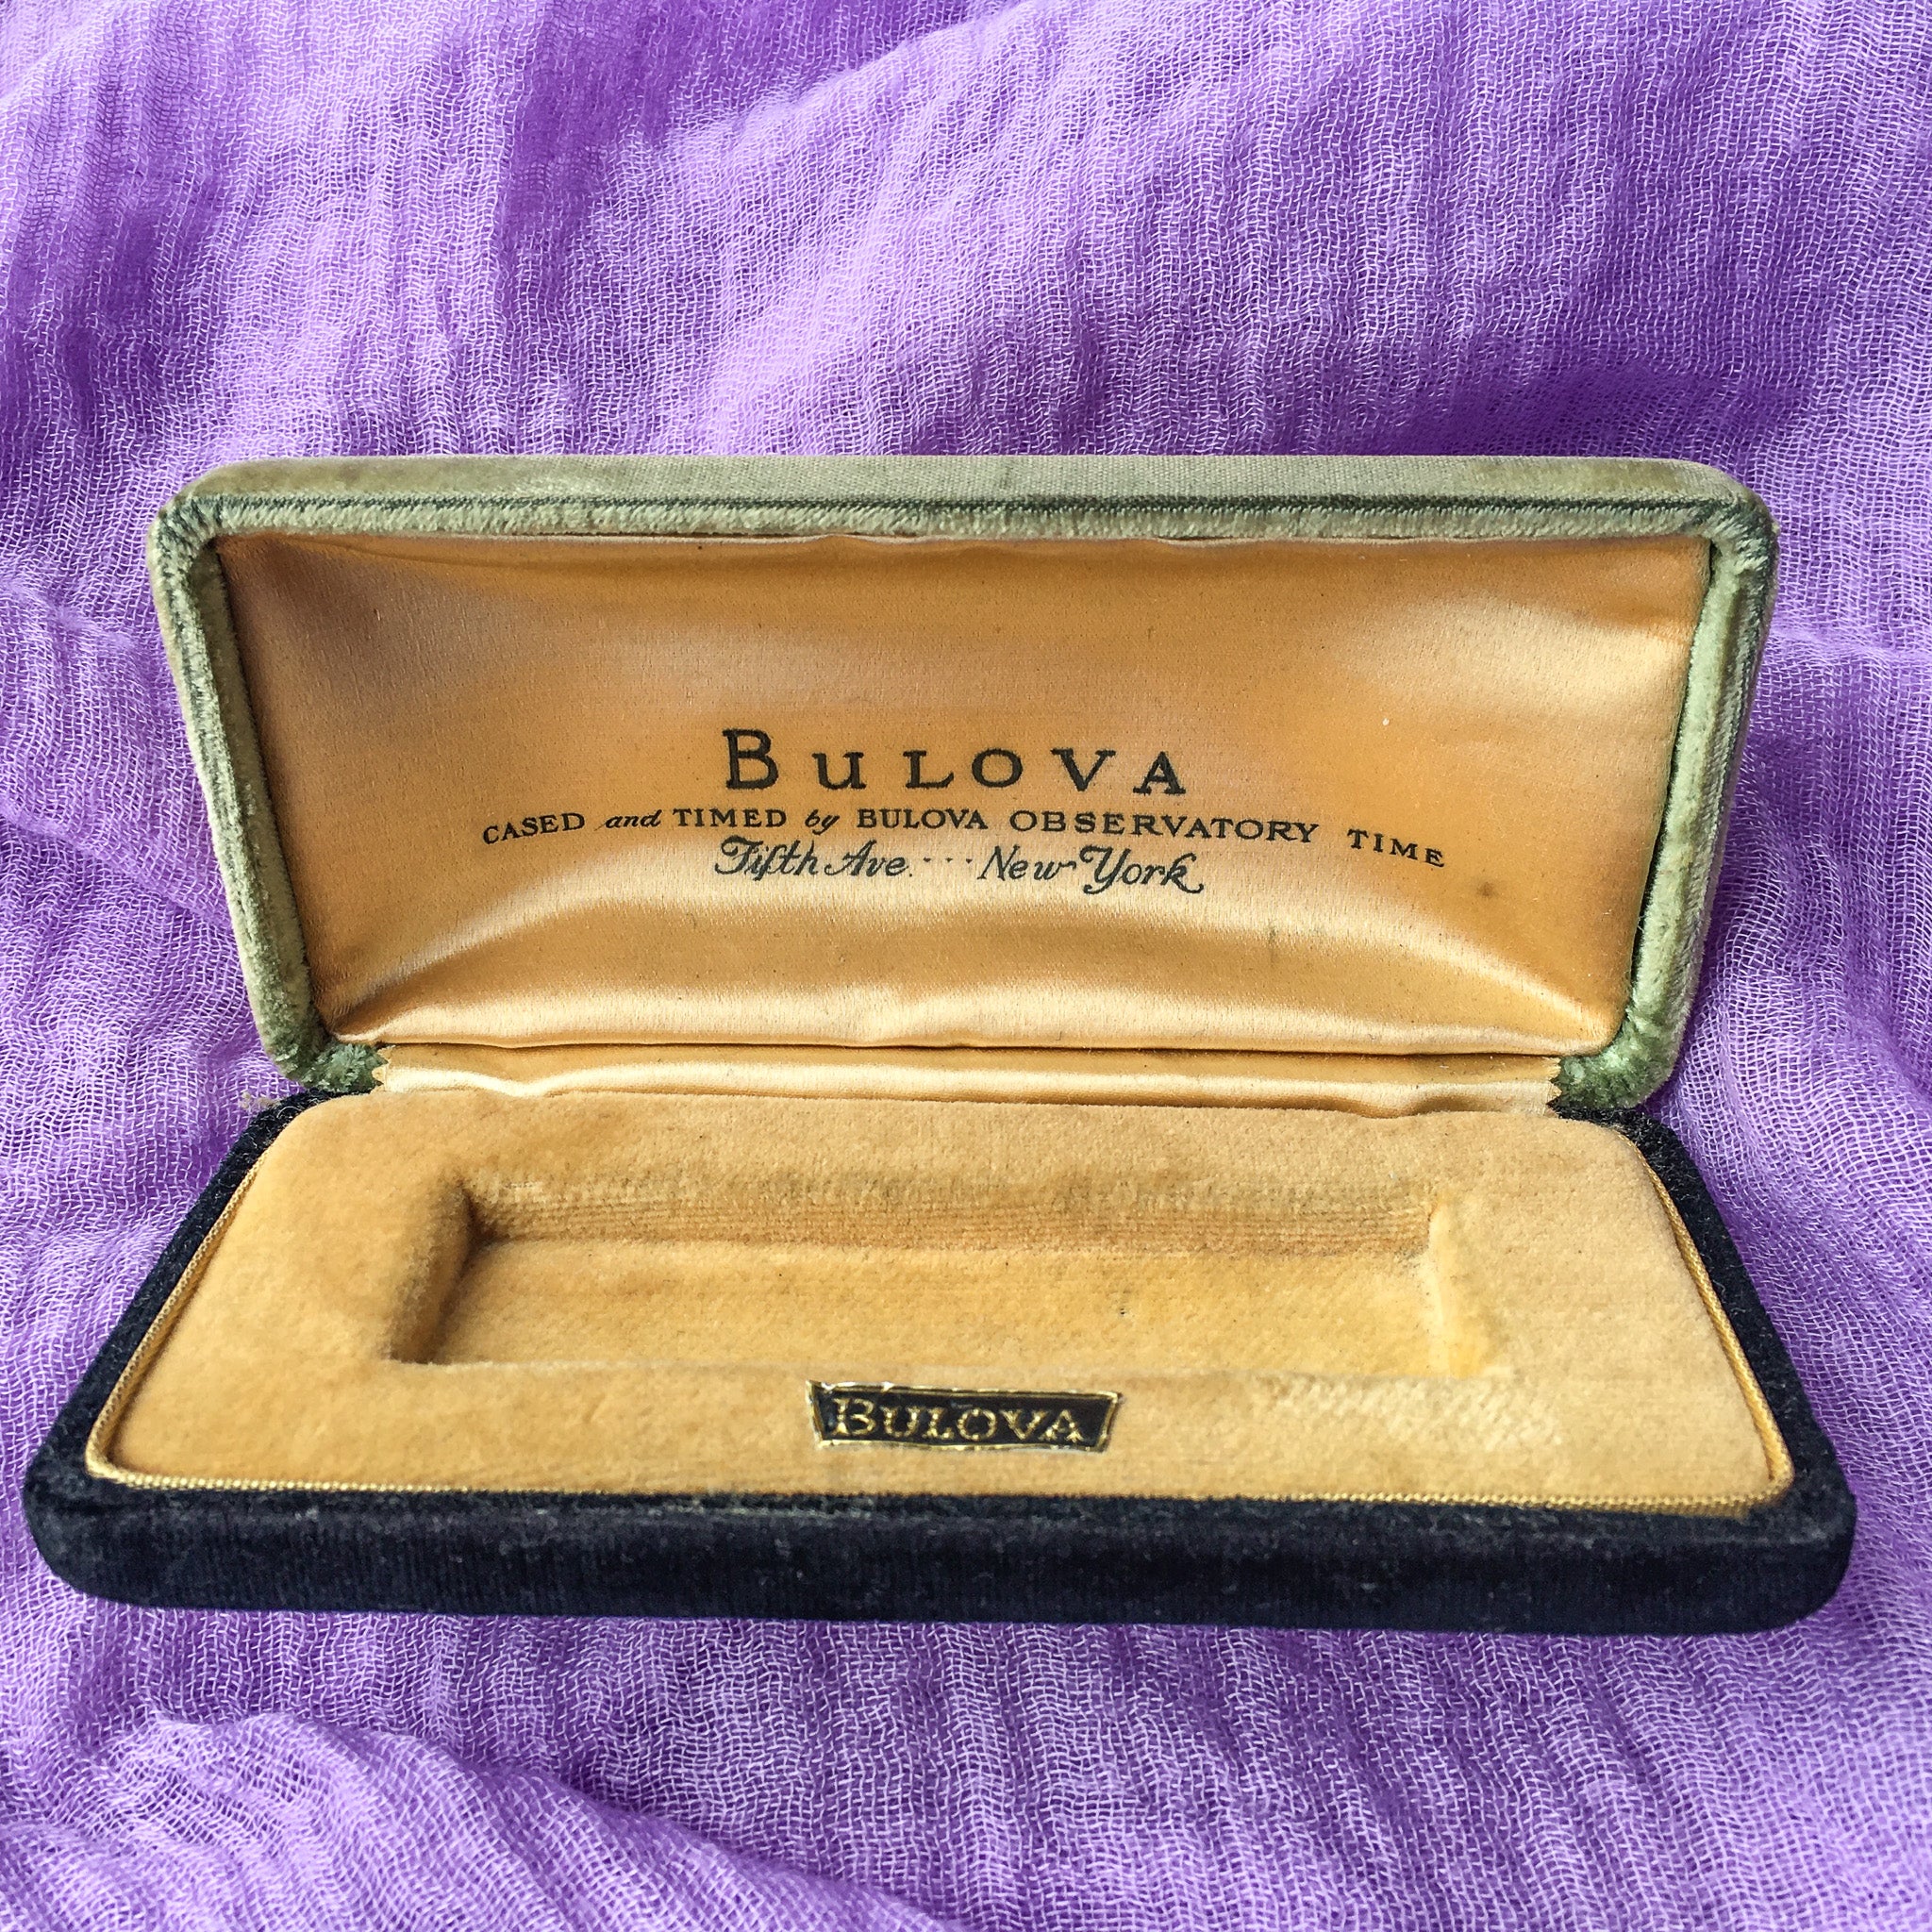 BULOVA
CASED and TIMED by BULOVA OBSERVATORY TIME
Fifth Ave. ... New York
BULOVA